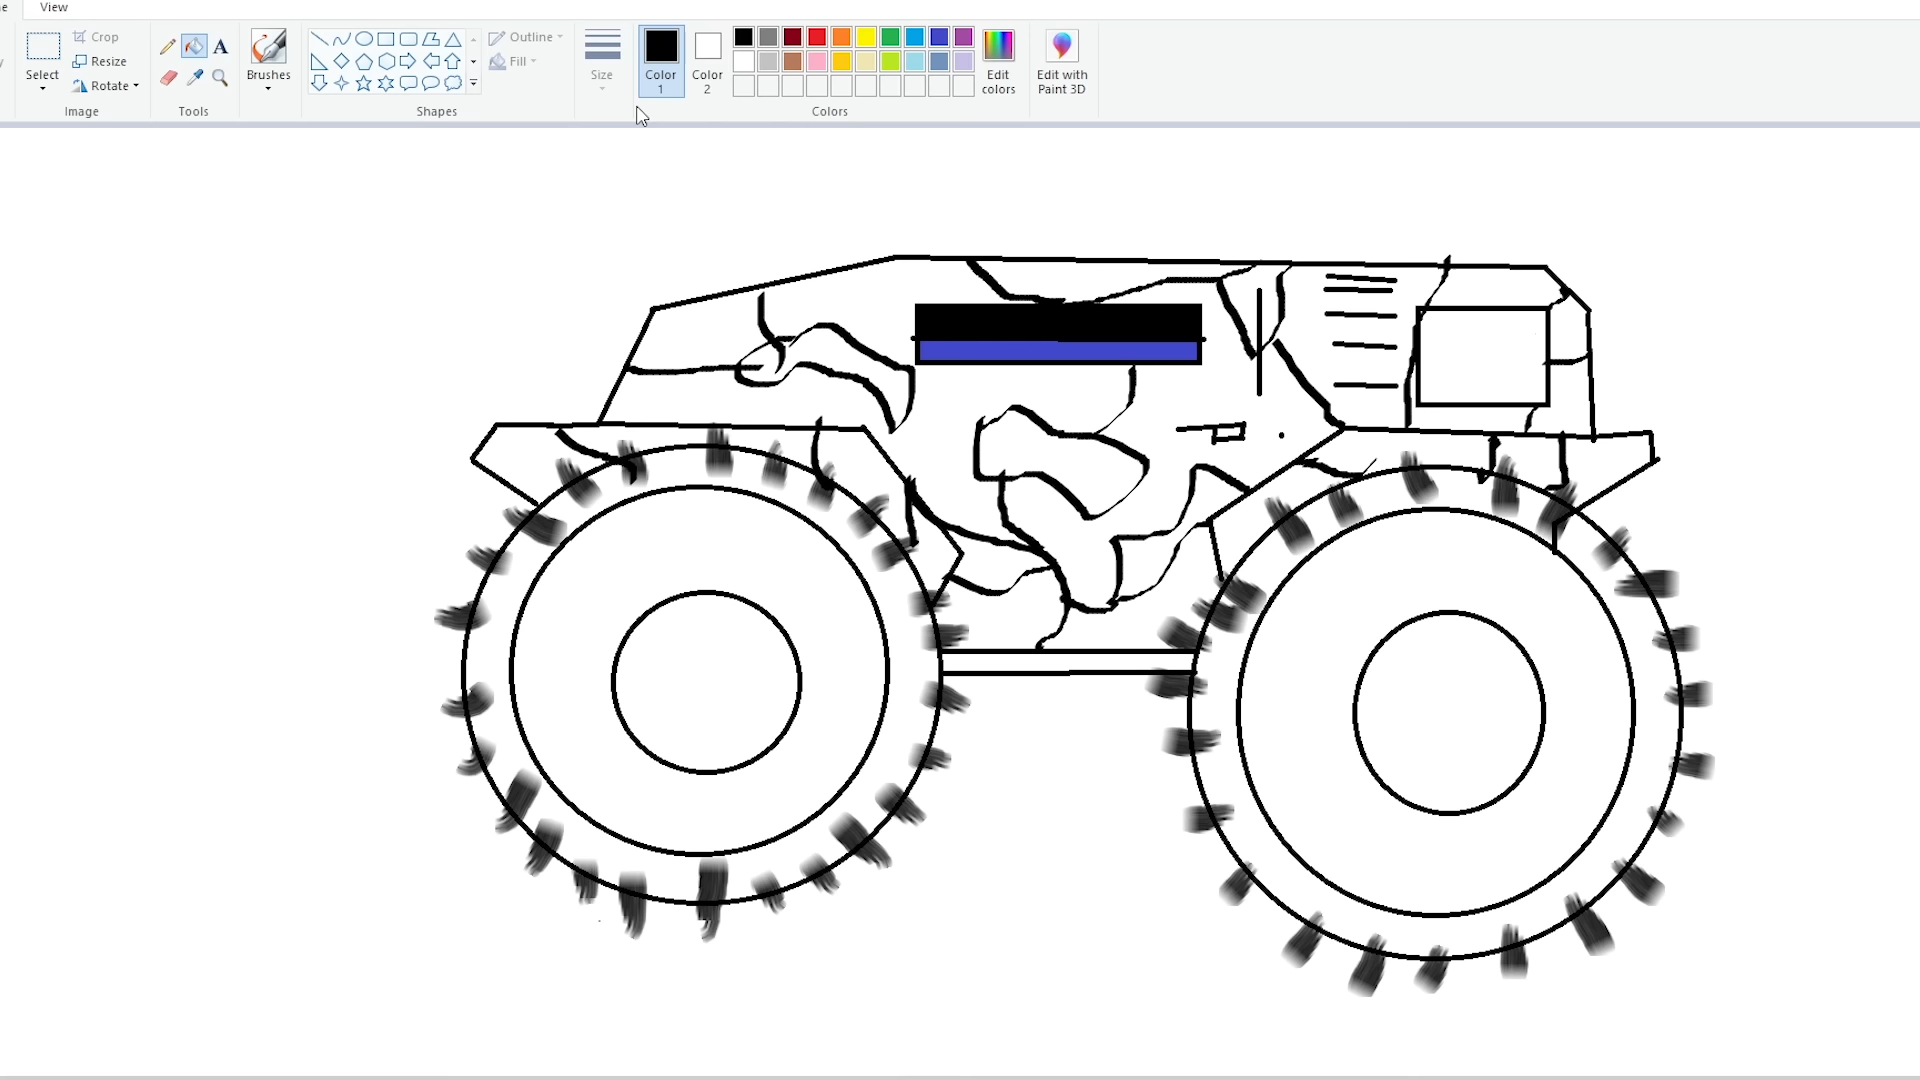 View
Crop
Resize
Rotate
Select
Image
A
Tools
Brushes
Outline
Fill
Shapes
Size
Color
1
Color
2
Edit
colors
Edit with
Paint 3D
Colors